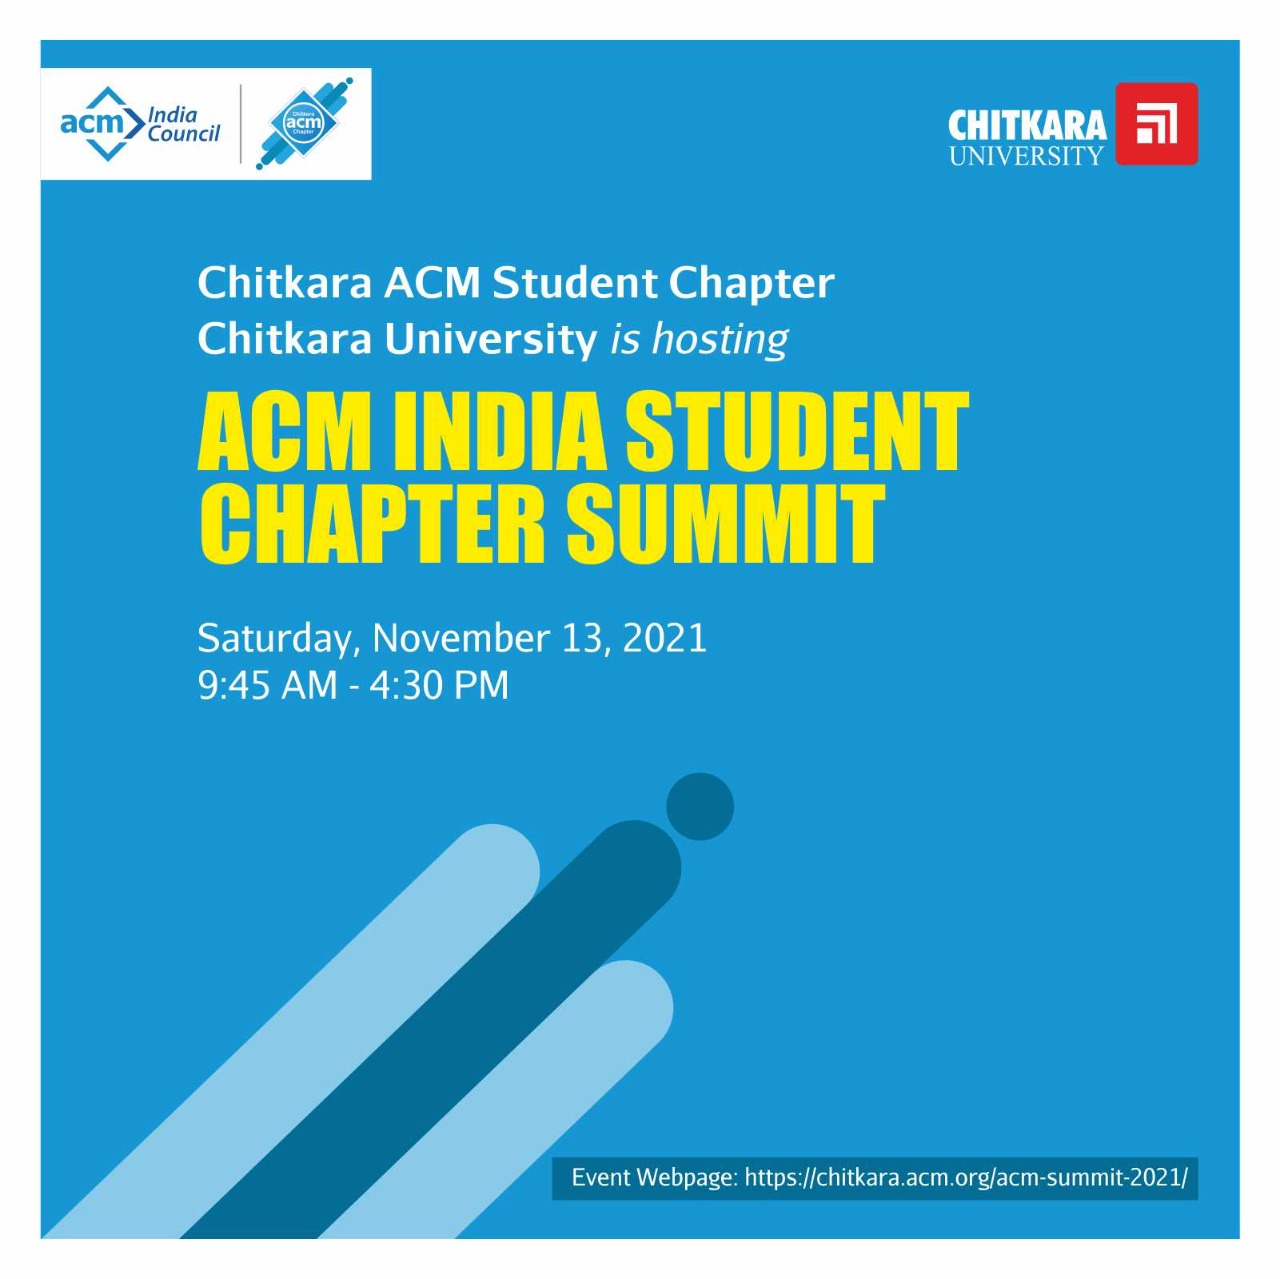 acm India
Council
Chitkara
acm
Chapter
CHITKARA
UNIVERSITY
Chitkara ACM Student Chapter
Chitkara University is hosting
ACM INDIA STUDENT
CHAPTER SUMMIT
Saturday, November 13, 2021
9:45 AM - 4:30 PM
Event Webpage: https://chitkara.acm.org/acm-summit-2021/